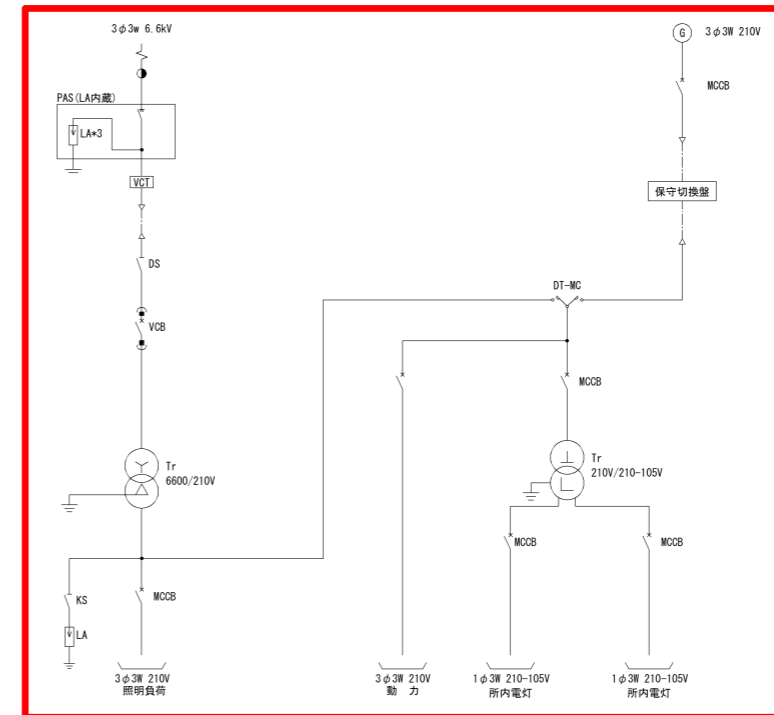 3φ3w 6.6kV
G 3φ3W 210V
MCCB
PAS(LA内蔵)
LA*3
VCT
保守切換盤
DS
DT-MC
VCB
MCCB
Tr
6600/210V
Tr
210V/210-105V
MCCB
MCCB
KS
MCCB
LA
3φ3W 210V
照明負荷
3φ3W 210V
動 力
1φ3W 210-105V
所内電灯
1φ3W 210-105V
所内電灯